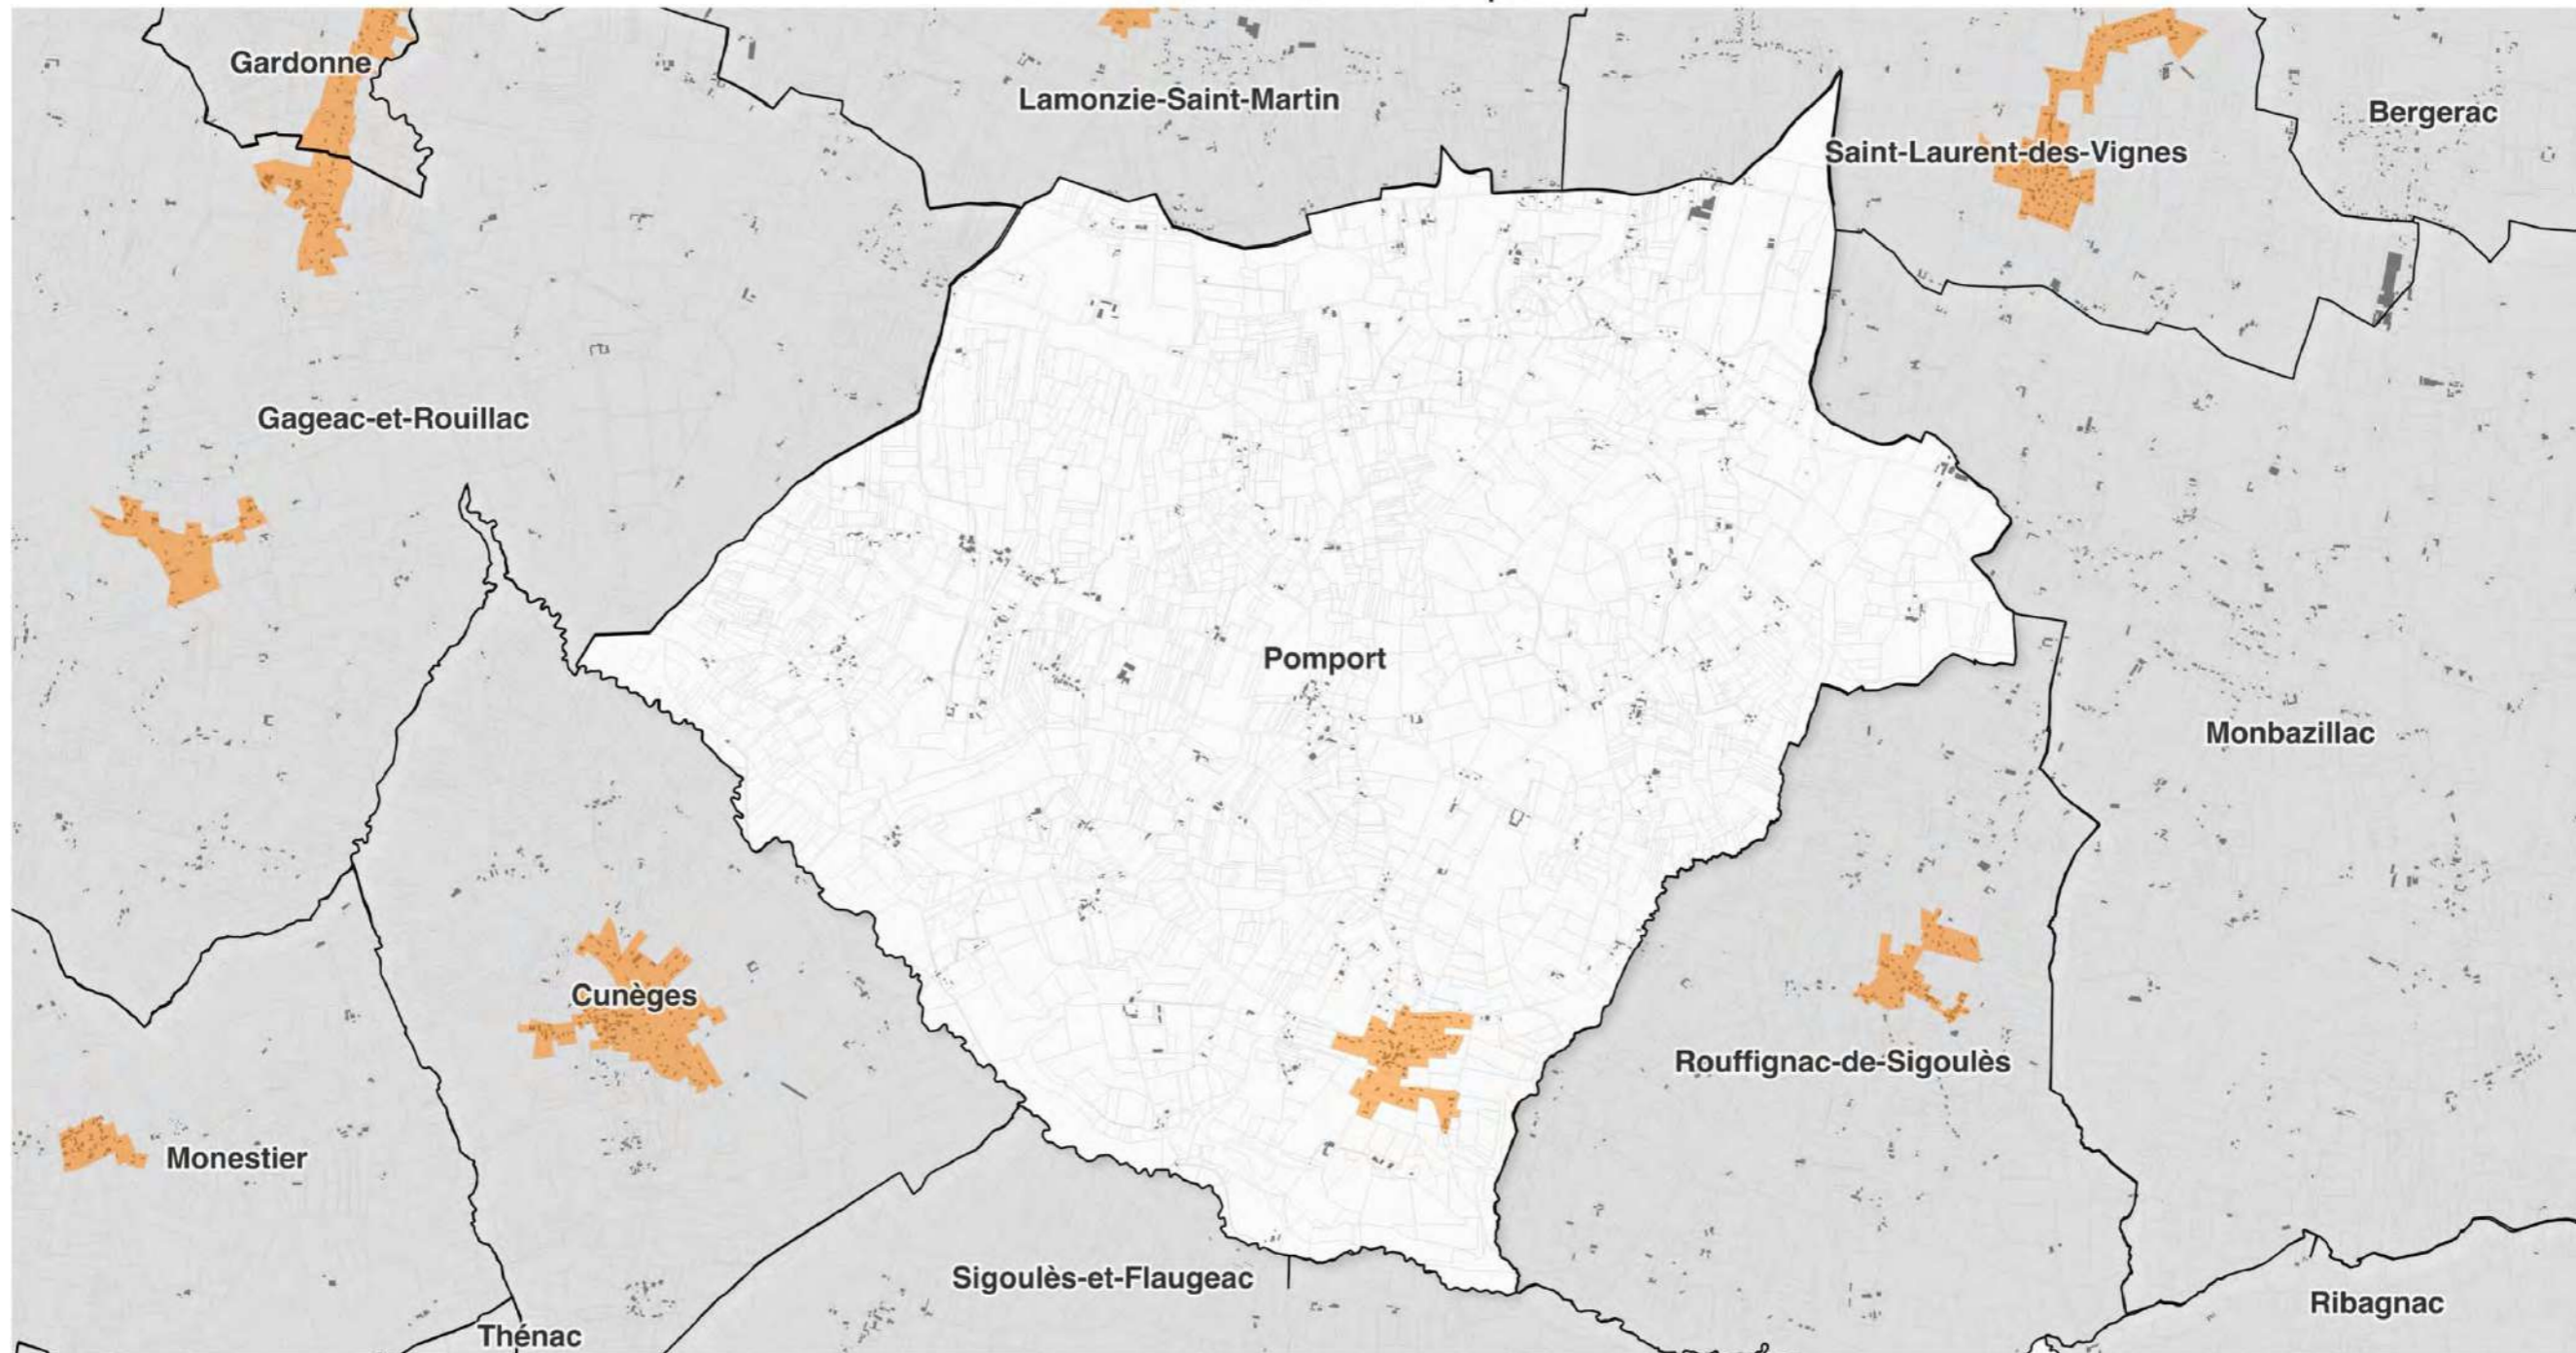 Gardonne
Lamonzie-Saint-Martin
Bergerac
Saint-Laurent-des-Vignes
Gageac-et-Rouillac
Pomport
Monbazillac
Cunèges
Rouffignac-de-Sigoulès
Monestier
Sigoulès-et-Flaugeac
Ribagnac
Thénac